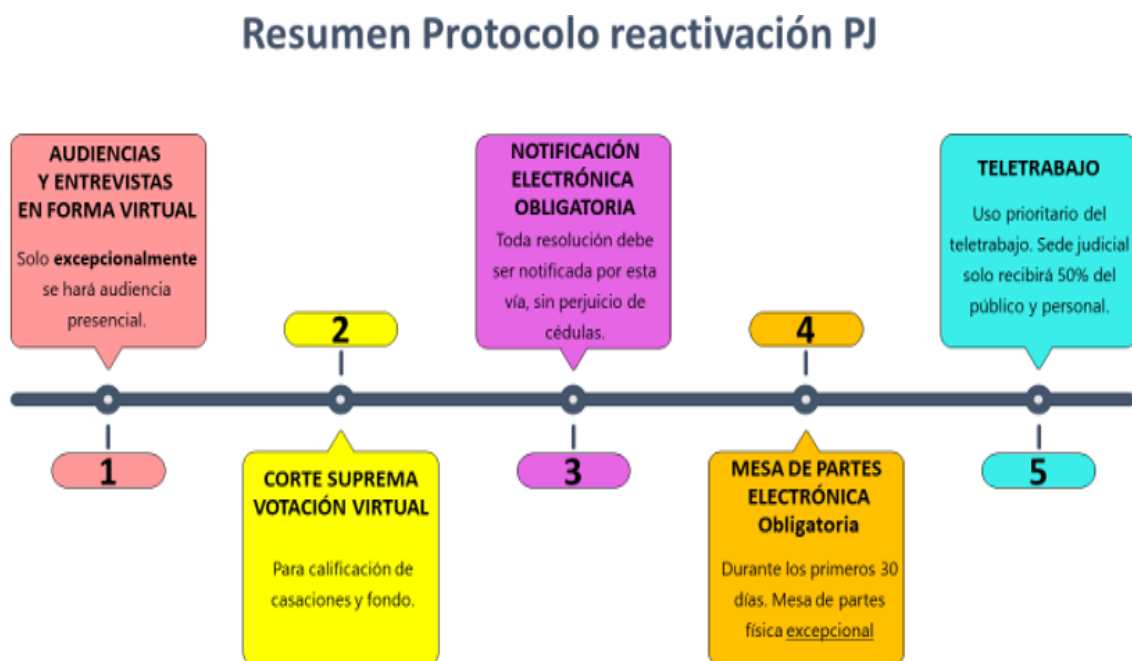 Resumen Protocolo reactivación PJ
AUDIENCIAS
Y ENTREVISTAS
EN FORMA VIRTUAL
Solo excepcionalmente
se hará audiencia
presencial.
1
2
CORTE SUPREMA
VOTACIÓN VIRTUAL
Para calificación de
casaciones y fondo.
NOTIFICACIÓN
ELECTRÓNICA
OBLIGATORIA
Toda resolución debe
ser notificada por esta
vía, sin perjuicio de
cédulas.
3
4
MESA DE PARTES
ELECTRÓNICA
Obligatoria
Durante los primeros 30
días. Mesa de partes
física excepcional
TELETRABAJO
Uso prioritario del
teletrabajo. Sede judicial
solo recibirá 50% del
público y personal.
5